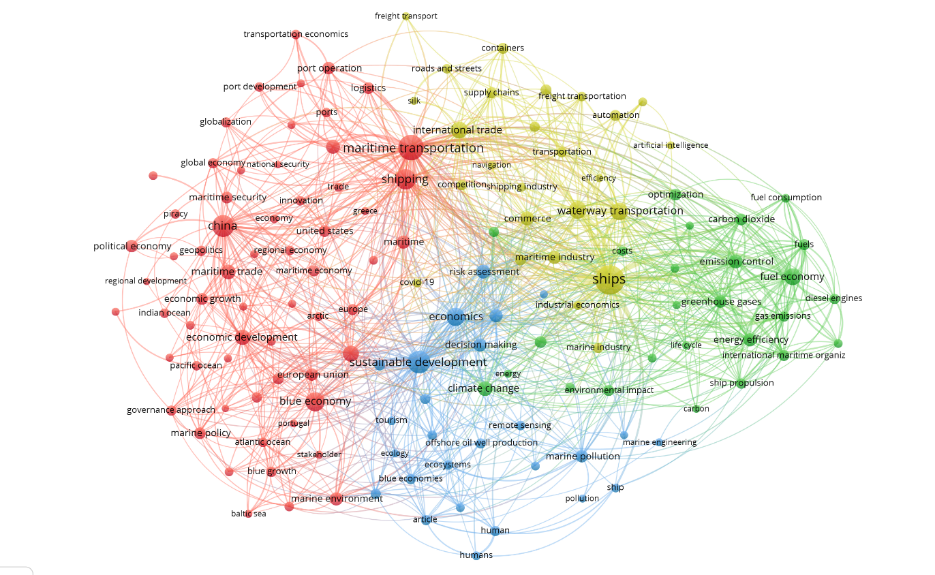 freight transport
transportation economics
containers
port operation
roads and streets
port development
logistics
supply chains
freight transportation
silk
ports
automation
globalization
international trade
maritime transportation
artificial intelligence
transportation
global economy
national security
navigation
shipping
efficiency
trade
competition
shipping industry
maritime security
innovation
optimization
fuel consumption
piracy
greece
waterway transportation
economy
commerce
carbon dioxide
china
united states
political economy
geopolitics
regional economy
maritime
costs
fuels
maritime industry
emission control
maritime trade
maritime economy
risk assessment
fuel economy
regional development
covid-19
ships
economic growth
diesel engines
indian ocean
arctic
europe
industrial economics
greenhouse gases
economics
gas emissions
economic development
decision making
marine industry
life cycle
energy efficiency
international maritime organiz
pacific ocean
sustainable development
european union
energy
ship propulsion
climate change
environmental impact
blue economy
governance approach
carbon
portugal
tourism
remote sensing
marine policy
atlantic ocean
offshore oil well production
marine engineering
stakeholder
ecology
marine pollution
blue growth
ecosystems
blue economies
ship
marine environment
pollution
baltic sea
article
human
humans